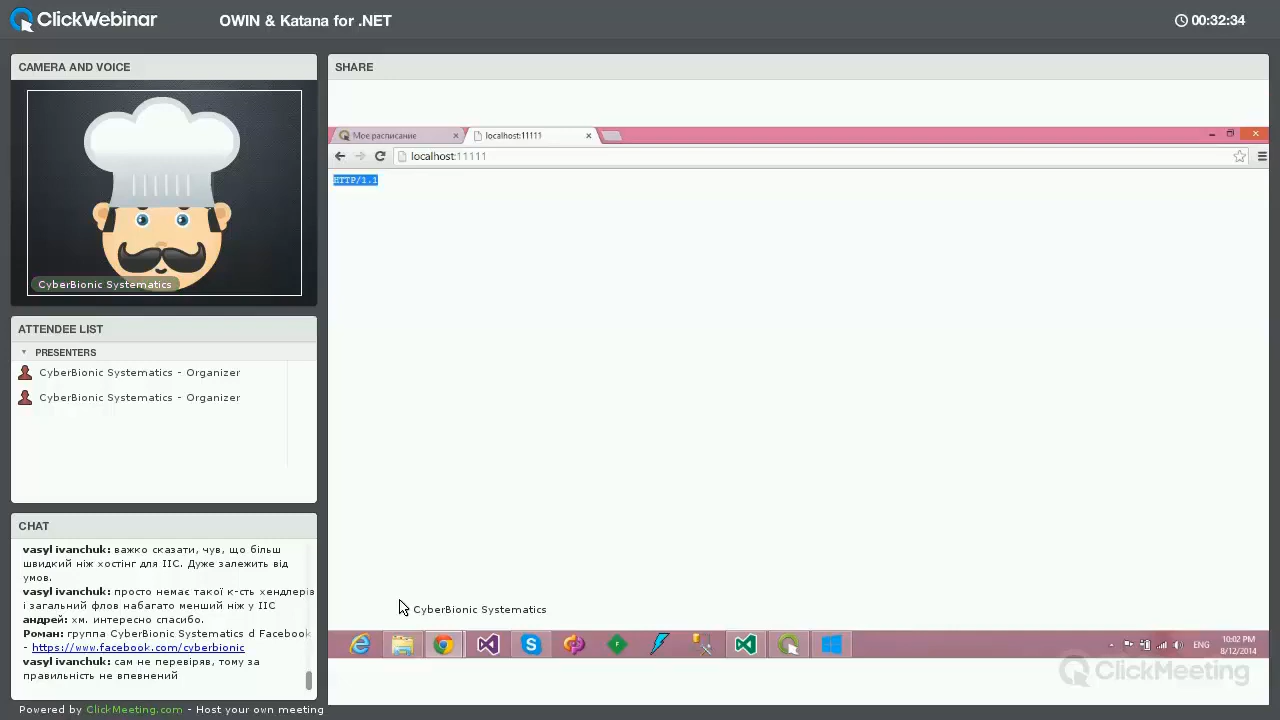 ClickWebinar
OWIN & Katana for .NET
00:32:34
CAMERA AND VOICE
CyberBionic Systematics
ATTENDEE LIST
PRESENTERS
CyberBionic Systematics - Organizer
CyberBionic Systematics - Organizer
CHAT
vasyl ivanchuk: важко сказати, чув, що більш
швидкий ніж хостінг для ІІС. Дуже залежить від
умов.
vasyl ivanchuk: просто немає такої к-сть хендлерів
і загальний флов набагато менший ніж у ІІС
андрей: хм. интересно спасибо.
Роман: группа CyberBionic Systematics d Facebook
- https://www.facebook.com/cyberbionic
vasyl ivanchuk: сам не перевіряв, тому за
правильність не впевнений
Powered by ClickMeeting.com - Host your own meeting
SHARE
Мое расписание
localhost:11111
localhost:11111
HTTP/1.1
CyberBionic Systematics
ENG
10:02 PM
8/12/2014
ClickMeeting